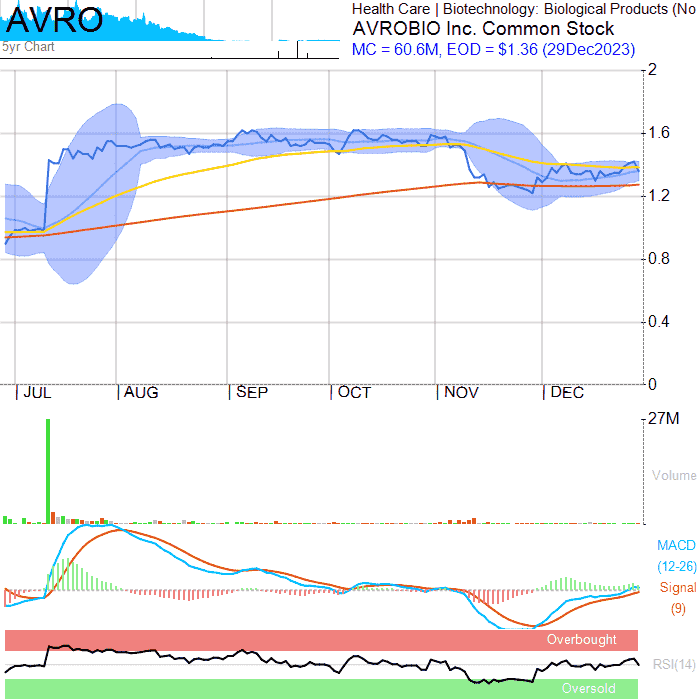 AVRO
5yr Chart
Health Care | Biotechnology: Biological Products (No
AVROBIO Inc. Common Stock
MC = 60.6M, EOD = $1.36 (29Dec2023)
2
1.6
1.2
0.8
0.4
0
JUL AUG SEP OCT NOV DEC
27M
Volume
MACD
(12-26)
Signal
(9)
Overbought
RSI(14)
Oversold